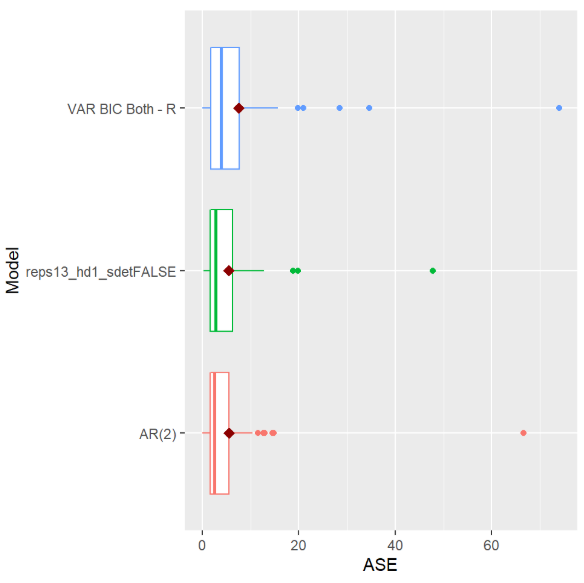 VAR BIC Both - R
reps13_hd1_sdetFALSE
AR(2)
Model
0 20 40 60
ASE